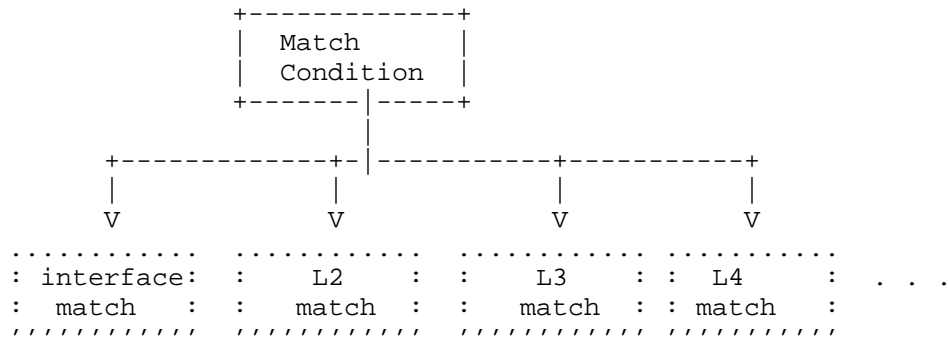 Match
Condition
V V V V
interface L2 L3 L4 . . .
match match match match